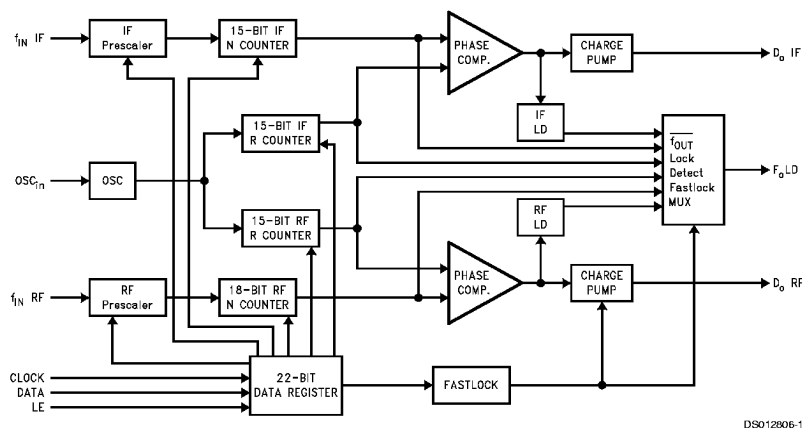 f_IN IF
IF
Prescaler
15-BIT IF
N COUNTER
PHASE
COMP.
CHARGE
PUMP
D_o IF
IF
LD
15-BIT IF
R COUNTER
OSC_in
OSC
f_OUT
Lock
Detect
Fastlock
MUX
F_oLD
15-BIT RF
R COUNTER
RF
LD
f_IN RF
RF
Prescaler
18-BIT RF
N COUNTER
PHASE
COMP.
CHARGE
PUMP
D_o RF
CLOCK
DATA
LE
22-BIT
DATA REGISTER
FASTLOCK
DS012806-1